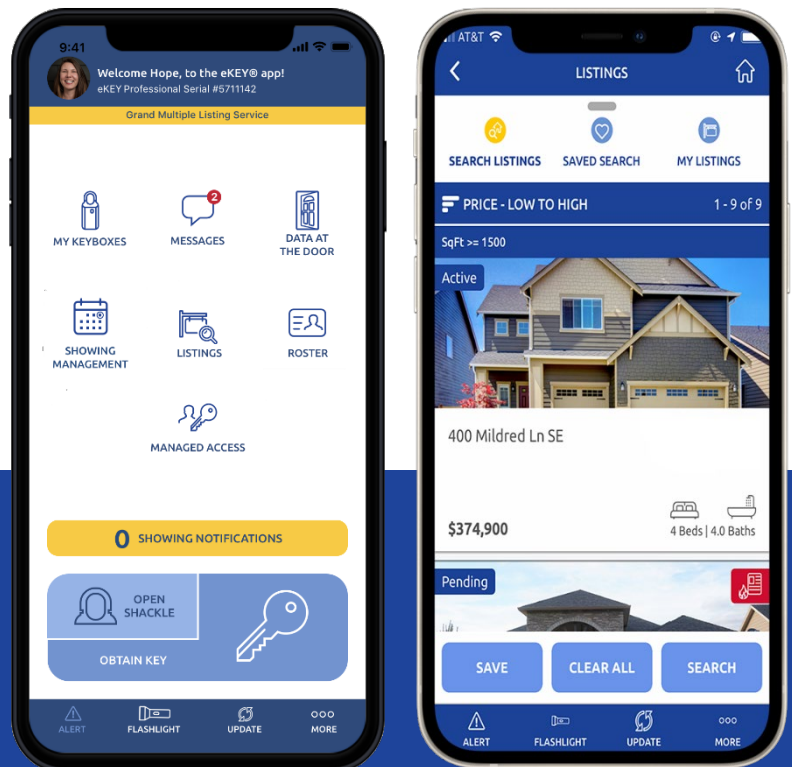 9:41
Welcome Hope, to the eKEY® app!
eKEY Professional Serial #5711142
Grand Multiple Listing Service
MY KEYBOXES
2
MESSAGES
DATA AT
THE DOOR
SHOWING
MANAGEMENT
LISTINGS
ROSTER
MANAGED ACCESS
0 SHOWING NOTIFICATIONS
OPEN
SHACKLE
OBTAIN KEY
ALERT
FLASHLIGHT
UPDATE
MORE
AT&T
LISTINGS
SEARCH LISTINGS
SAVED SEARCH
MY LISTINGS
PRICE - LOW TO HIGH
1 - 9 of 9
SqFt >= 1500
Active
400 Mildred Ln SE
$374,900
4 Beds | 4.0 Baths
Pending
SAVE
CLEAR ALL
SEARCH
ALERT
FLASHLIGHT
UPDATE
MORE